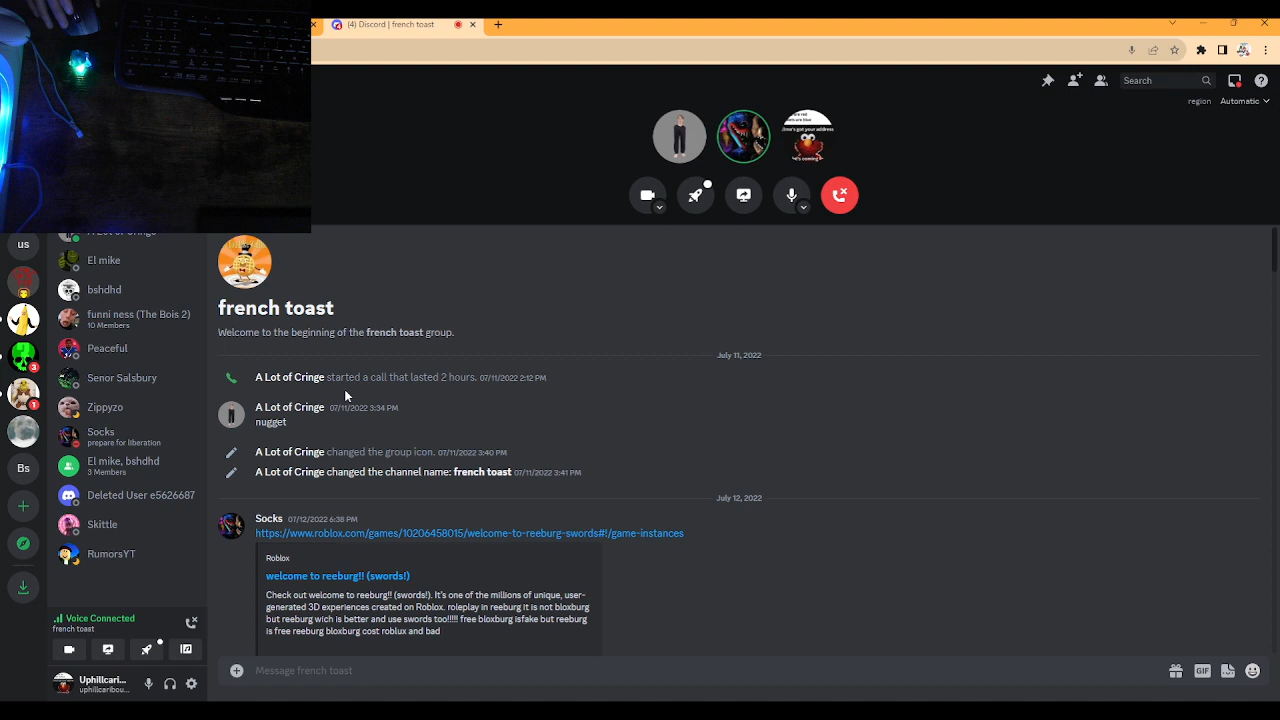 (4) Discord | french toast
Search
region Automatic
us
El mike
bshdhd
funni ness (The Bois 2)
10 Members
Peaceful
Senor Salsbury
Zippyzo
Socks
prepare for liberation
El mike, bshdhd
3 Members
Deleted User e5626687
Skittle
RumorsYT
3
1
Bs
Voice Connected
french toast
Uphillcari...
uphillcaribou...
french toast
Welcome to the beginning of the french toast group.
July 11, 2022
A Lot of Cringe started a call that lasted 2 hours. 07/11/2022 2:12 PM
A Lot of Cringe 07/11/2022 3:34 PM
nugget
A Lot of Cringe changed the group icon. 07/11/2022 3:40 PM
A Lot of Cringe changed the channel name: french toast 07/11/2022 3:41 PM
July 12, 2022
Socks 07/12/2022 6:38 PM
https://www.roblox.com/games/10206458015/welcome-to-reeburg-swords#!/game-instances
Roblox
welcome to reeburg!! (swords!)
Check out welcome to reeburg!! (swords!). It's one of the millions of unique, user-
generated 3D experiences created on Roblox. roleplay in reeburg it is not bloxburg
but reeburg wich is better and use swords too!!!!! free bloxburg isfake but reeburg
is free reeburg bloxburg cost roblux and bad
Message french toast
GIF